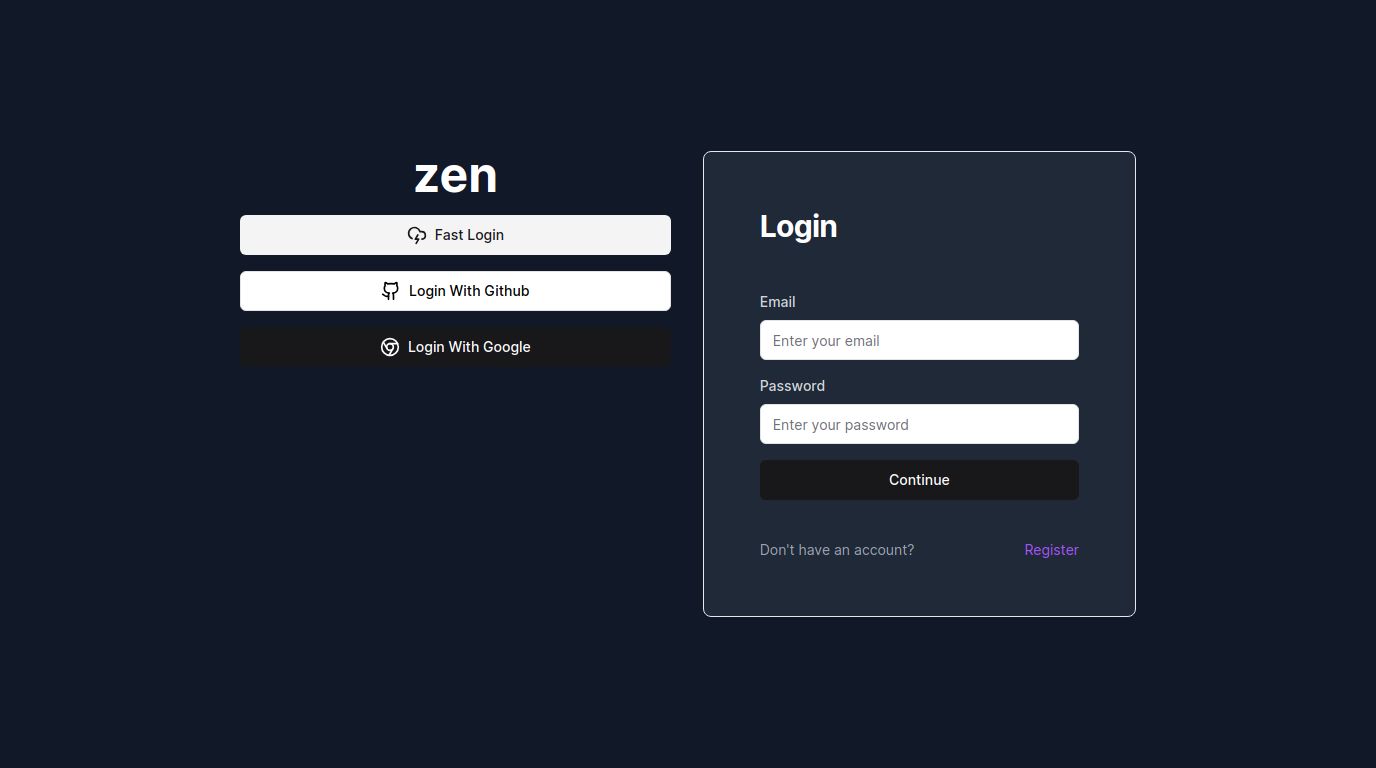 zen
Fast Login
Login With Github
Login With Google
Login
Email
Enter your email
Password
Enter your password
Continue
Don't have an account? Register